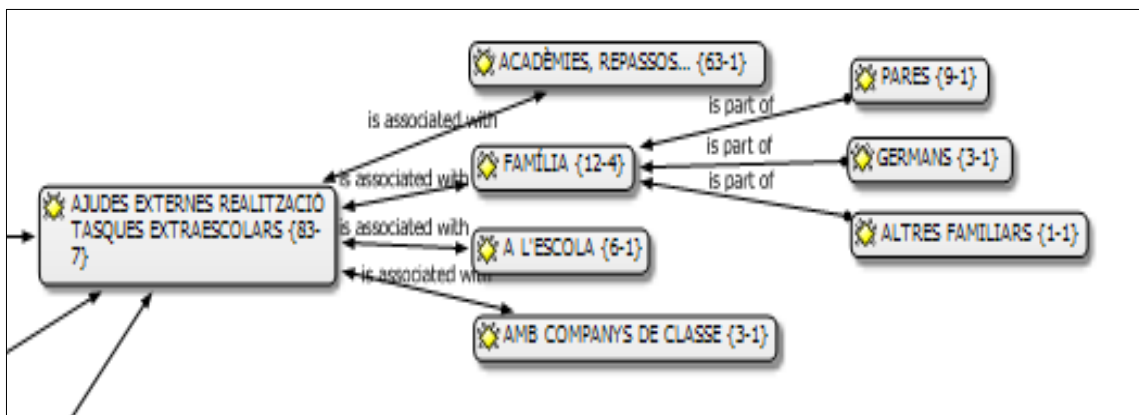 ACADÈMIES, REPASSOS... {63-1}
PARES {9-1}
is part of
is associated with
is part of
GERMANS {3-1}
FAMÍLIA {12-4}
is associated with
is part of
AJUDES EXTERNES REALITZACIÓ
TASQUES EXTRAESCOLARS {83-
7}
is associated with
ALTRES FAMILIARS {1-1}
A L'ESCOLA {6-1}
is associated with
AMB COMPANYS DE CLASSE {3-1}